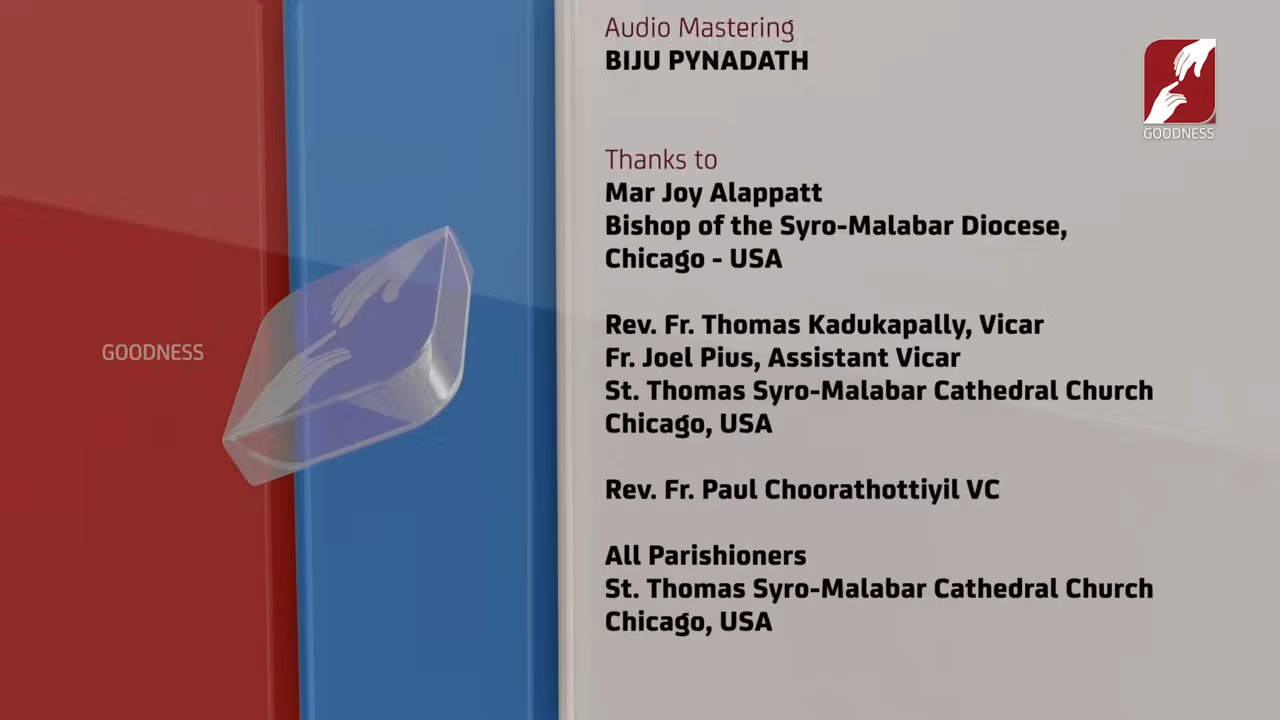 Audio Mastering
BIJU PYNADATH
GOODNESS
Thanks to
Mar Joy Alappatt
Bishop of the Syro-Malabar Diocese,
Chicago - USA
Rev. Fr. Thomas Kadukapally, Vicar
Fr. Joel Pius, Assistant Vicar
St. Thomas Syro-Malabar Cathedral Church
Chicago, USA
GOODNESS
Rev. Fr. Paul Choorathottiyil VC
All Parishioners
St. Thomas Syro-Malabar Cathedral Church
Chicago, USA